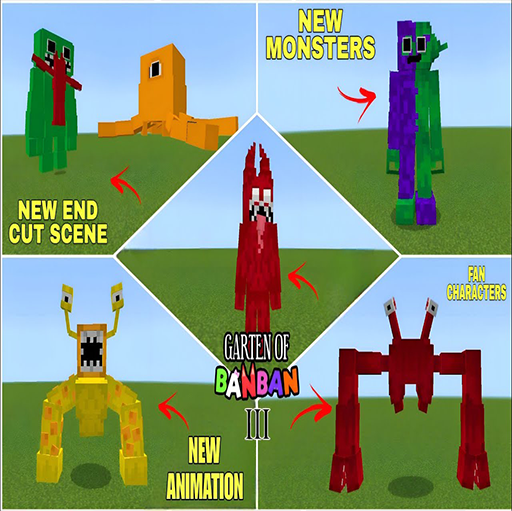 NEW
MONSTERS
NEW END
CUT SCENE
FAN
CHARACTERS
GARTEN OF
BANBAN
III
NEW
ANIMATION